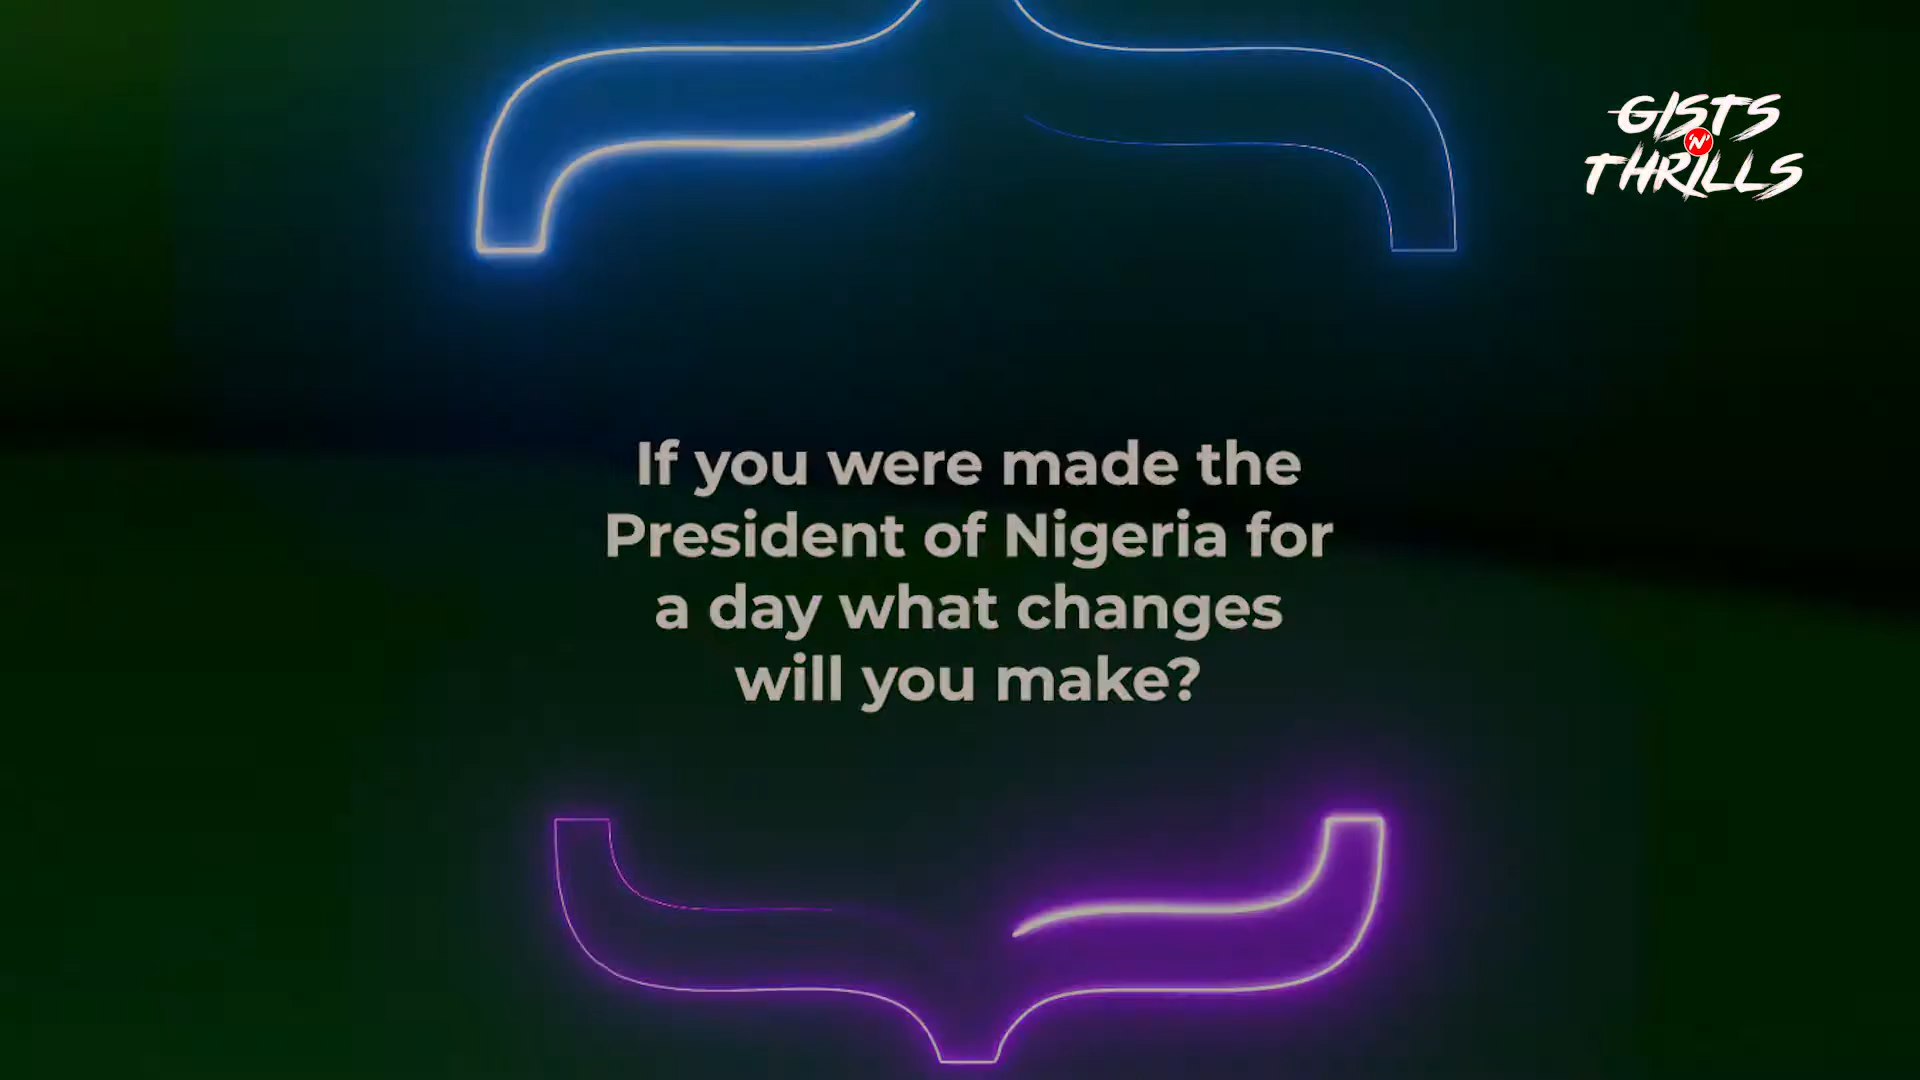 GISTS
'N'
THRILLS
If you were made the
President of Nigeria for
a day what changes
will you make?